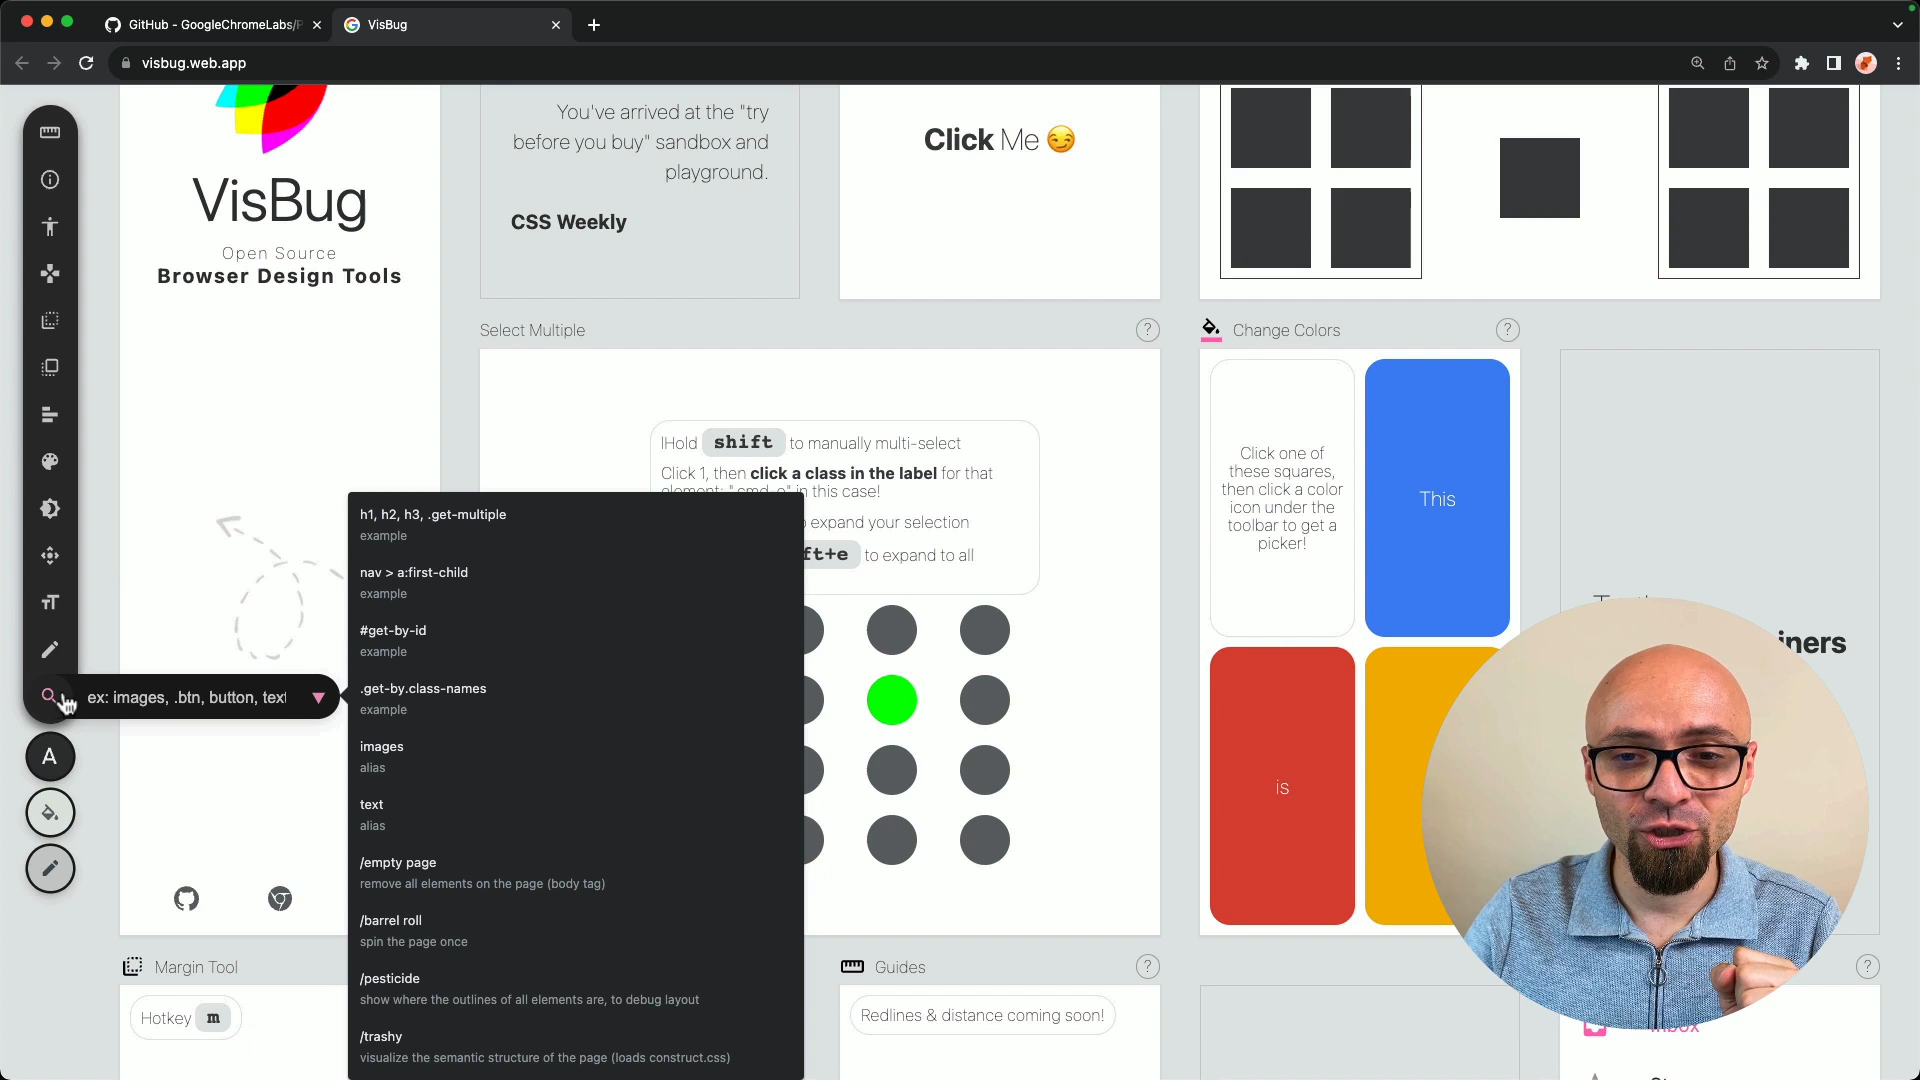 GitHub - GoogleChromeLabs/P
VisBug
visbug.web.app
VisBug
Open Source
Browser Design Tools
You've arrived at the "try
before you buy" sandbox and
playground.
CSS Weekly
Click Me 😏
Select Multiple
?
Change Colors
?
IHold shift to manually multi-select
Click 1, then click a class in the label for that
element: ".cmd-e" in this case!
expand your selection
ft+e to expand to all
Click one of
these squares,
then click a color
icon under the
toolbar to get a
picker!
This
is
iners
ex: images, .btn, button, text
A
h1, h2, h3, .get-multiple
example
nav > a:first-child
example
#get-by-id
example
.get-by.class-names
example
images
alias
text
alias
/empty page
remove all elements on the page (body tag)
/barrel roll
spin the page once
/pesticide
show where the outlines of all elements are, to debug layout
/trashy
visualize the semantic structure of the page (loads construct.css)
Margin Tool
Hotkey m
Guides
?
Redlines & distance coming soon!
?
Inbox